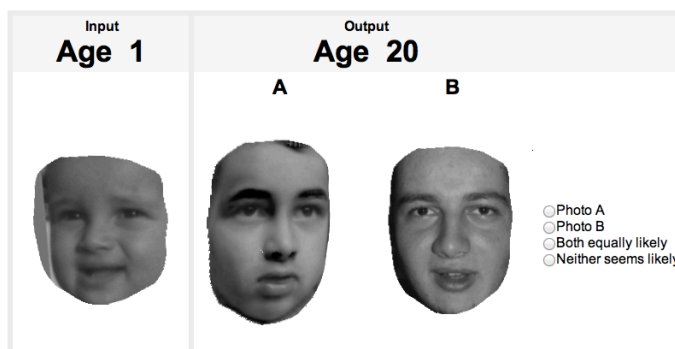 Input
Age 1
Output
Age 20
A
B
Photo A
Photo B
Both equally likely
Neither seems likely